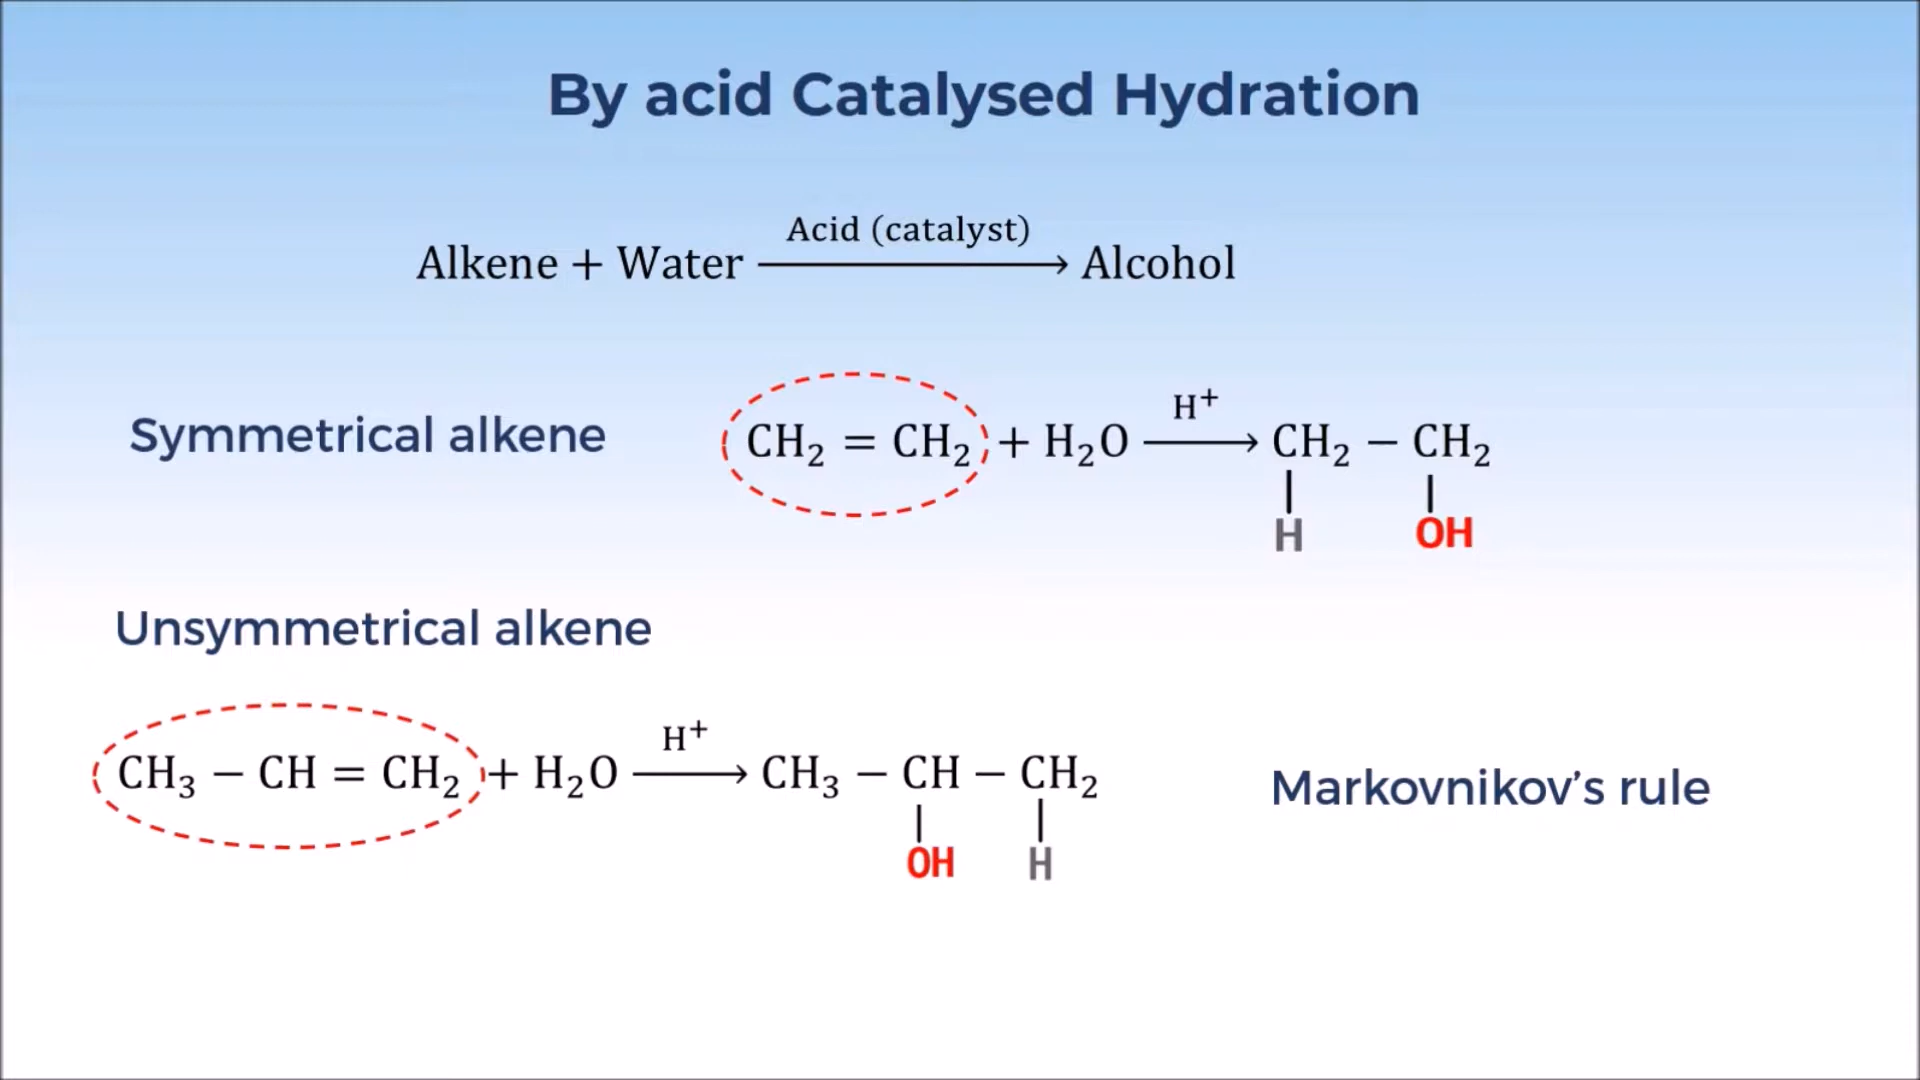 By acid Catalysed Hydration
Acid (catalyst)
Alkene + Water ⟶ Alcohol
Symmetrical alkene
H⁺
CH₂ = CH₂ + H₂O ⟶ CH₂ − CH₂
H OH
Unsymmetrical alkene
H⁺
CH₃ − CH = CH₂ + H₂O ⟶ CH₃ − CH − CH₂
OH H
Markovnikov’s rule